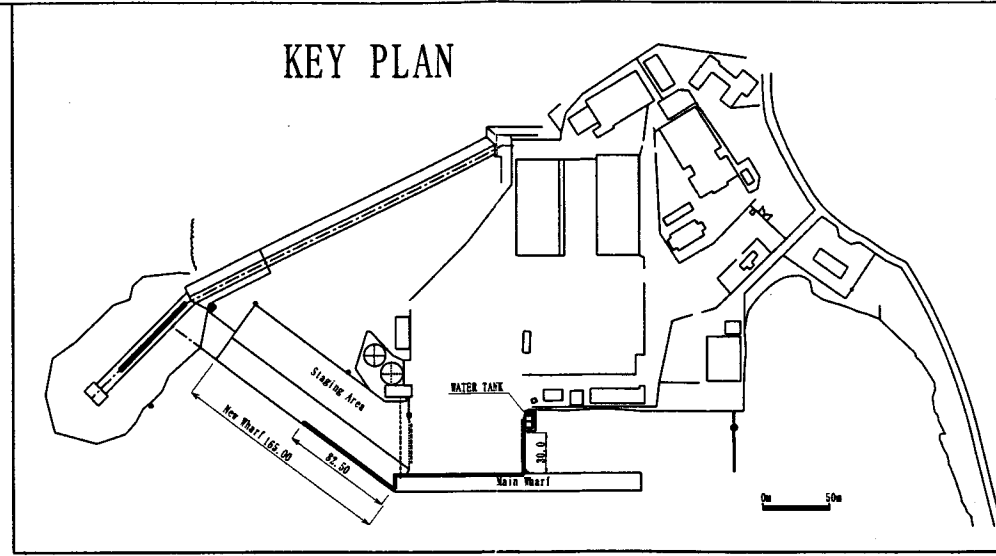 KEY PLAN
Staging Area
WATER TANK
New Wharf 165.00
82.50
30.0
Main Wharf
0m 50m